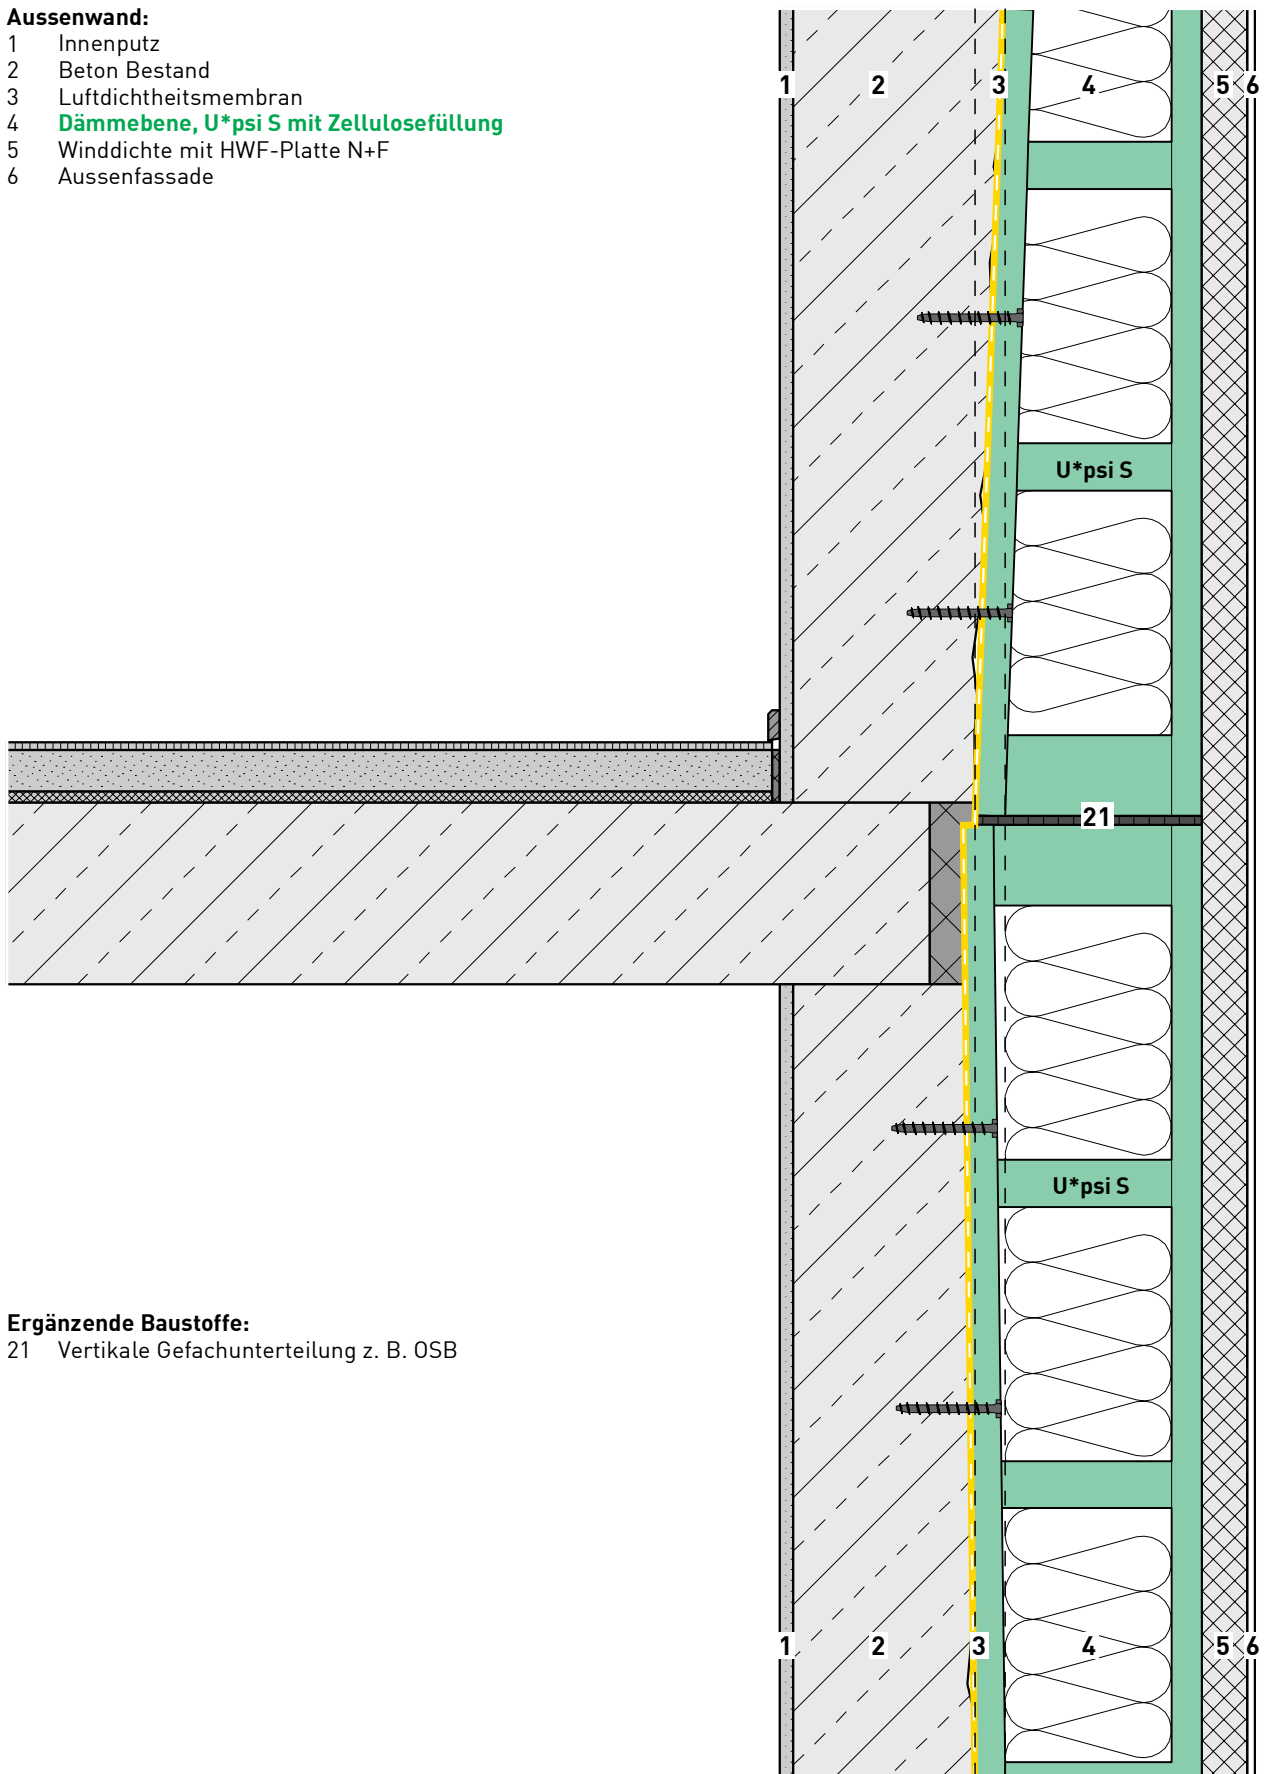 Aussenwand:
1 Innenputz
2 Beton Bestand
3 Luftdichtheitsmembran
4 Dämmebene, U*psi S mit Zellulosefüllung
5 Winddichte mit HWF-Platte N+F
6 Aussenfassade
1 2 3 4 5 6
U*psi S
21
U*psi S
Ergänzende Baustoffe:
21 Vertikale Gefachunterteilung z. B. OSB
1 2 3 4 5 6